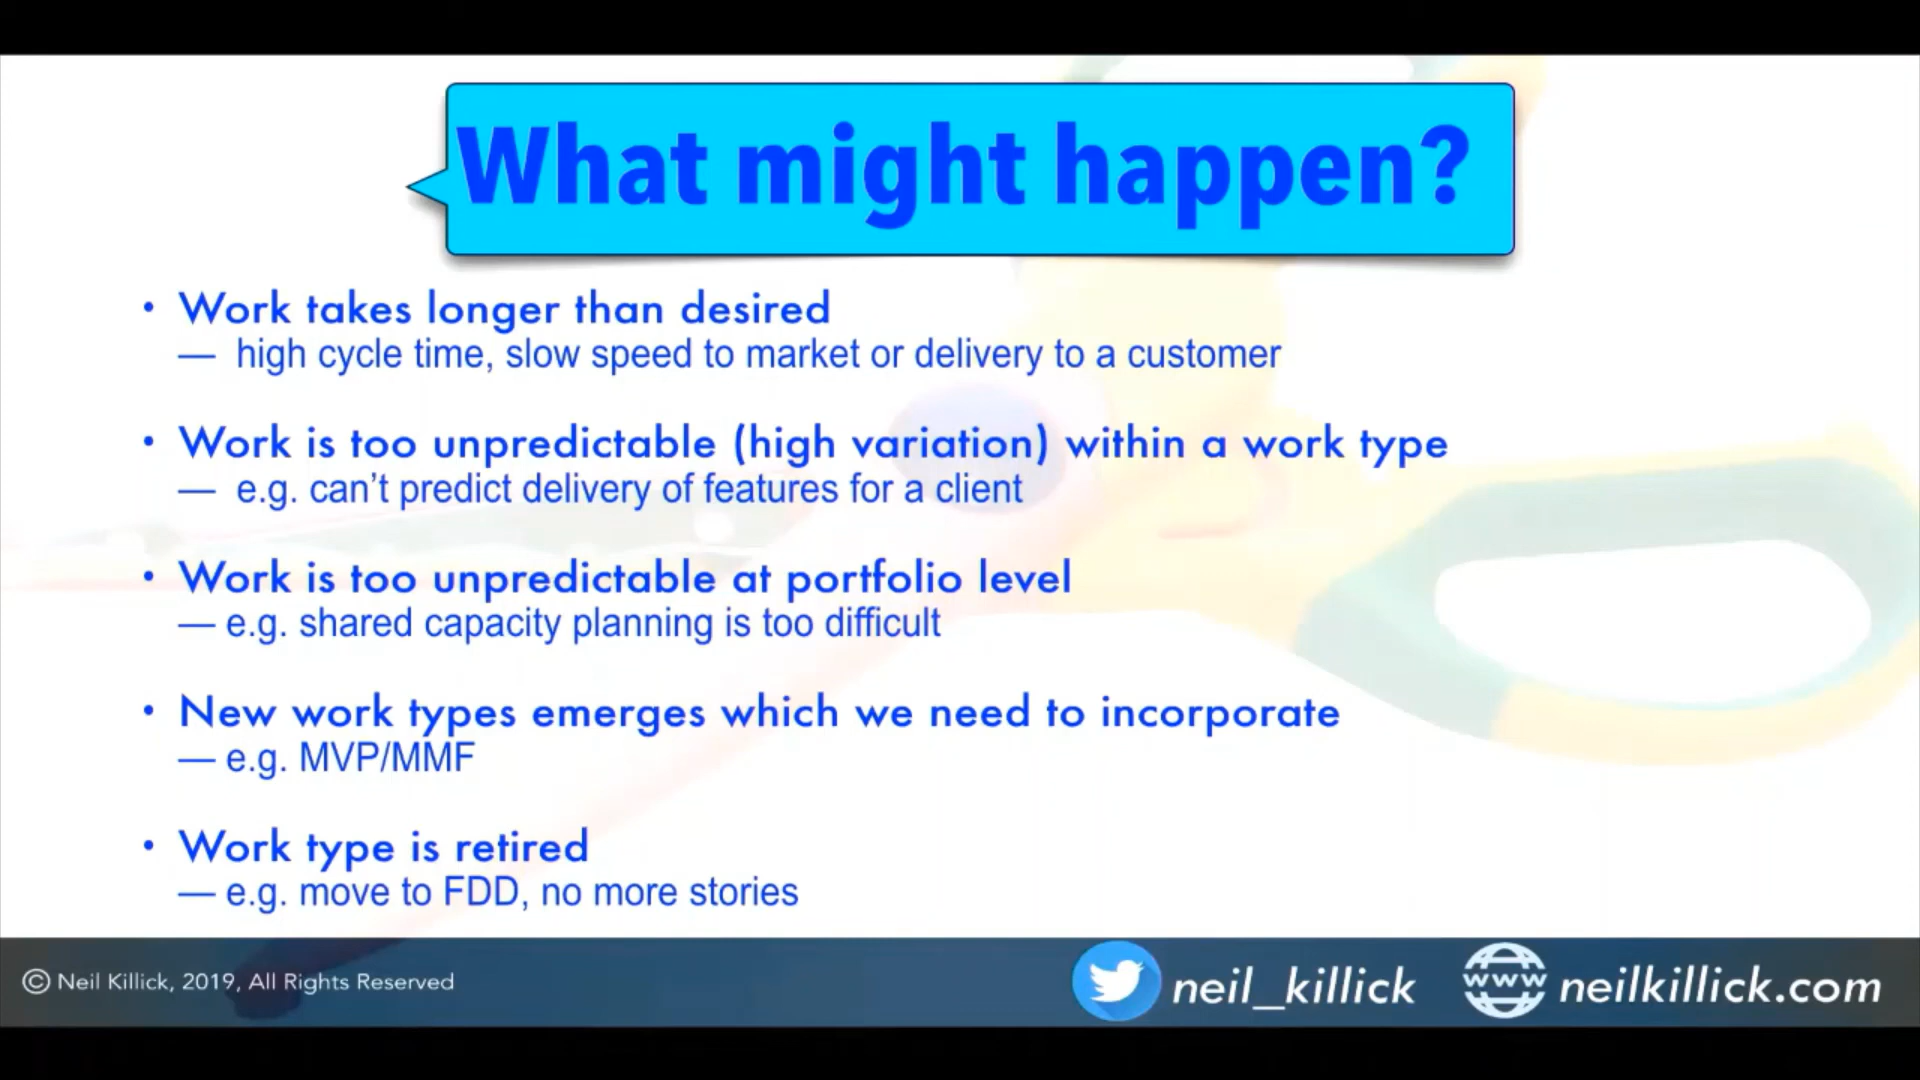 What might happen?
• Work takes longer than desired
— high cycle time, slow speed to market or delivery to a customer
• Work is too unpredictable (high variation) within a work type
— e.g. can’t predict delivery of features for a client
• Work is too unpredictable at portfolio level
— e.g. shared capacity planning is too difficult
• New work types emerges which we need to incorporate
— e.g. MVP/MMF
• Work type is retired
— e.g. move to FDD, no more stories
© Neil Killick, 2019, All Rights Reserved
neil_killick
www
neilkillick.com